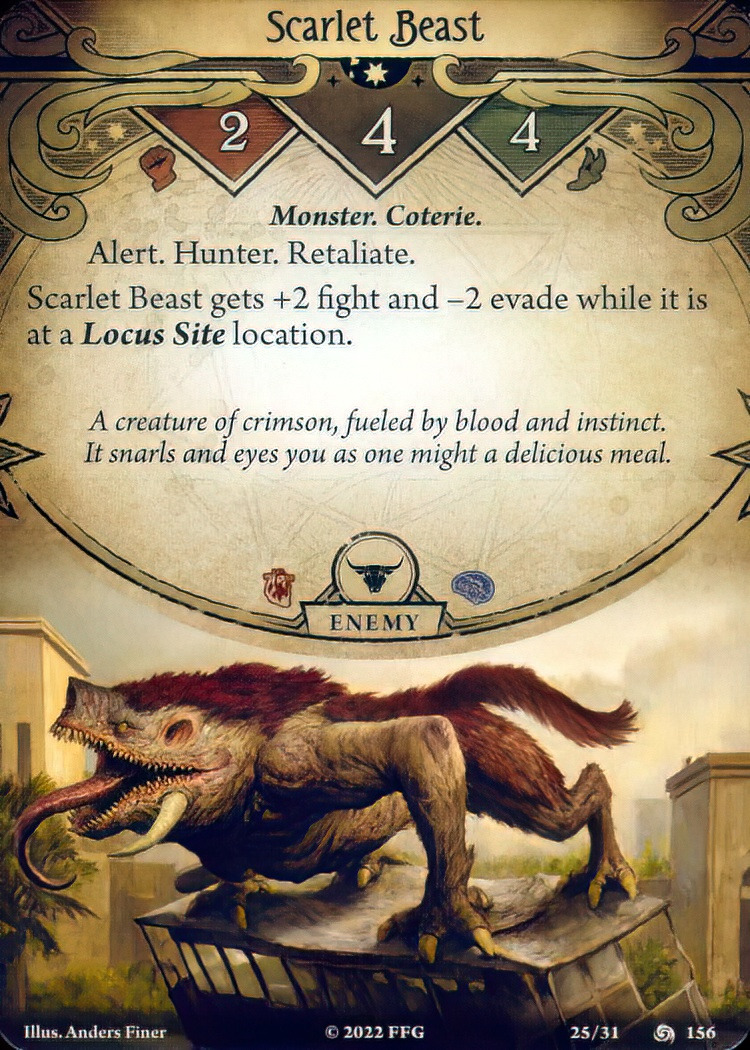 Scarlet Beast
2 4 4
Monster. Coterie.
Alert. Hunter. Retaliate.
Scarlet Beast gets +2 fight and –2 evade while it is
at a Locus Site location.
A creature of crimson, fueled by blood and instinct.
It snarls and eyes you as one might a delicious meal.
ENEMY
Illus. Anders Finer © 2022 FFG 25/31 156